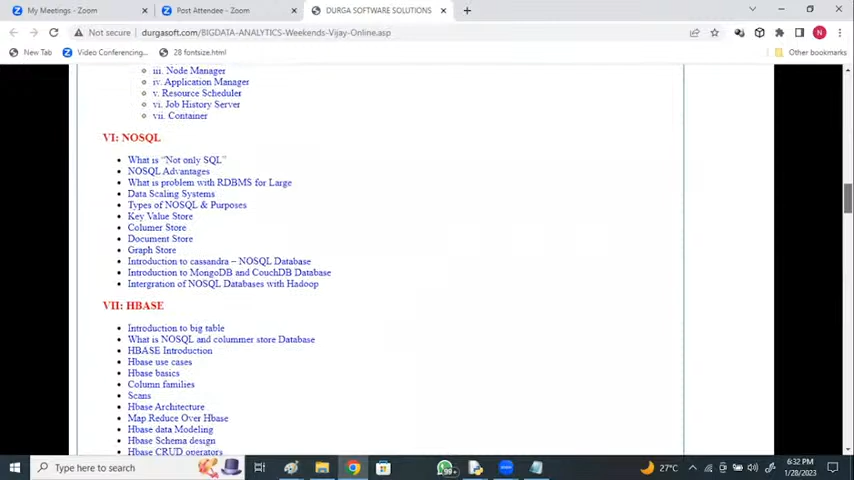 My Meetings - Zoom
Post Attendee - Zoom
DURGA SOFTWARE SOLUTIONS
Not secure
durgasoft.com/BIGDATA-ANALYTICS-Weekends-Vijay-Online.asp
N
New Tab
Video Conferencing...
28 fontsize.html
Other bookmarks
iii. Node Manager
iv. Application Manager
v. Resource Scheduler
vi. Job History Server
vii. Container
VI: NOSQL
What is “Not only SQL”
NOSQL Advantages
What is problem with RDBMS for Large
Data Scaling Systems
Types of NOSQL & Purposes
Key Value Store
Columer Store
Document Store
Graph Store
Introduction to cassandra – NOSQL Database
Introduction to MongoDB and CouchDB Database
Intergration of NOSQL Databases with Hadoop
VII: HBASE
Introduction to big table
What is NOSQL and colummer store Database
HBASE Introduction
Hbase use cases
Hbase basics
Column families
Scans
Hbase Architecture
Map Reduce Over Hbase
Hbase data Modeling
Hbase Schema design
Hbase CRUD operators
Type here to search
99+
27°C
6:32 PM
1/28/2023